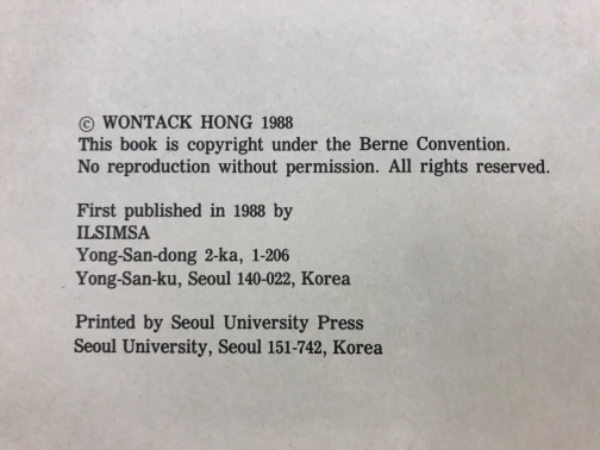 © WONTACK HONG 1988
This book is copyright under the Berne Convention.
No reproduction without permission. All rights reserved.
First published in 1988 by
ILSIMSA
Yong-San-dong 2-ka, 1-206
Yong-San-ku, Seoul 140-022, Korea
Printed by Seoul University Press
Seoul University, Seoul 151-742, Korea